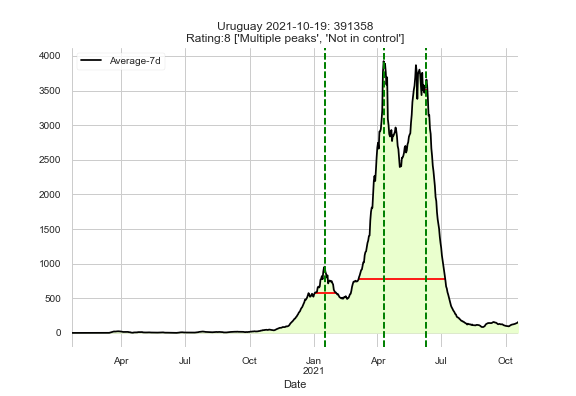 Uruguay 2021-10-19: 391358
Rating:8 ['Multiple peaks', 'Not in control']
Average-7d
4000
3500
3000
2500
2000
1500
1000
500
0
Apr Jul Oct Jan Apr Jul Oct
2021
Date